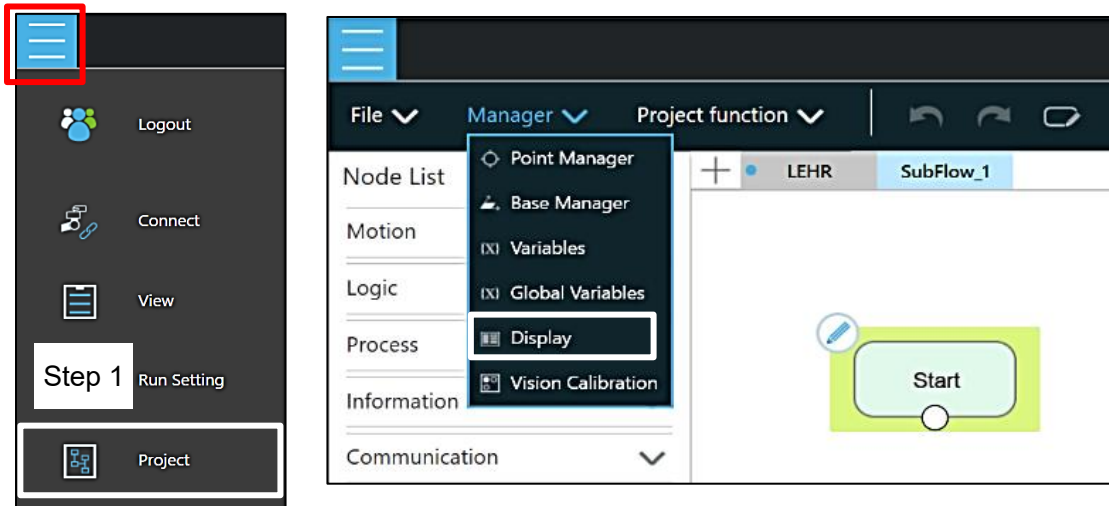 Logout
Connect
View
Step 1
Run Setting
Project
File
Manager
Project function
Point Manager
Base Manager
(X) Variables
(X) Global Variables
Display
Vision Calibration
Node List
Motion
Logic
Process
Information
Communication
LEHR
SubFlow_1
Start